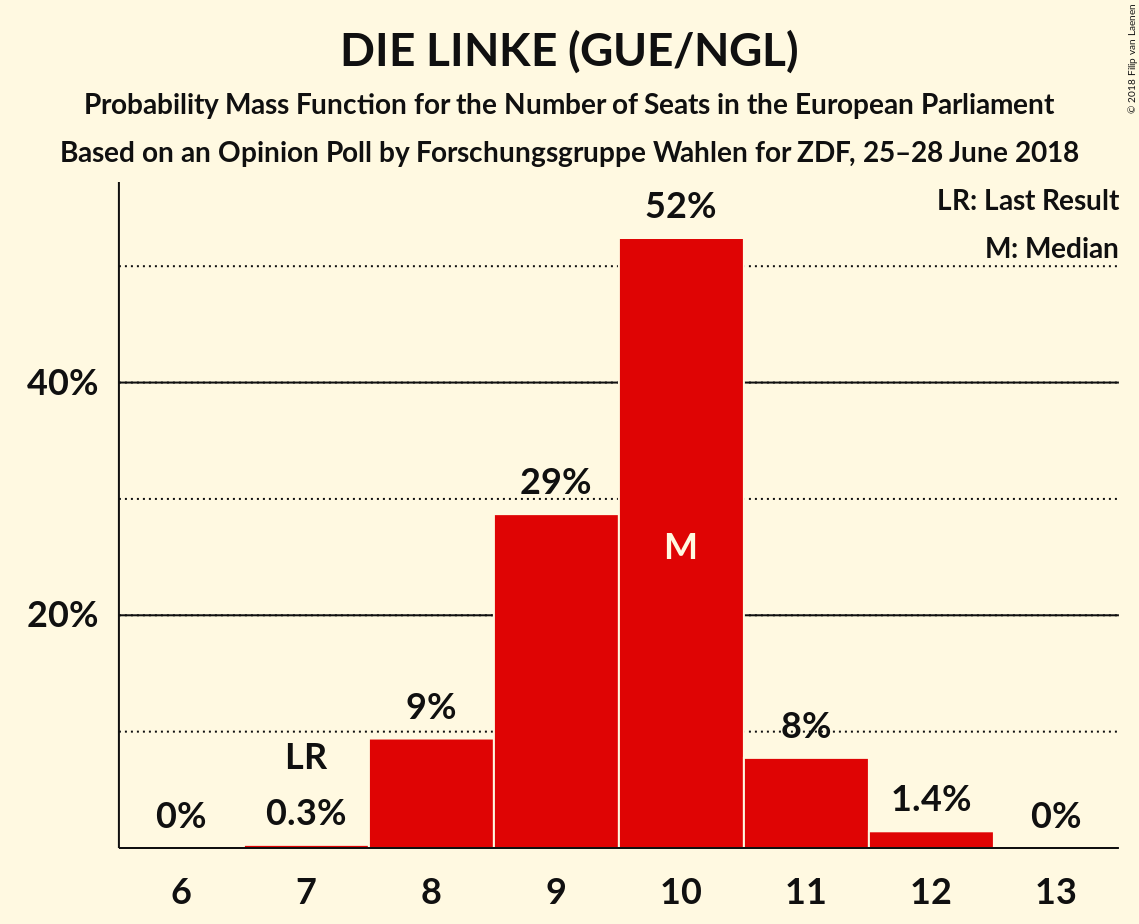 DIE LINKE (GUE/NGL)
Probability Mass Function for the Number of Seats in the European Parliament
Based on an Opinion Poll by Forschungsgruppe Wahlen for ZDF, 25–28 June 2018
© 2018 Filip van Laenen
LR: Last Result
M: Median
52%
40%
29%
M
20%
9%
8%
LR
0%
0.3%
1.4%
0%
6 7 8 9 10 11 12 13